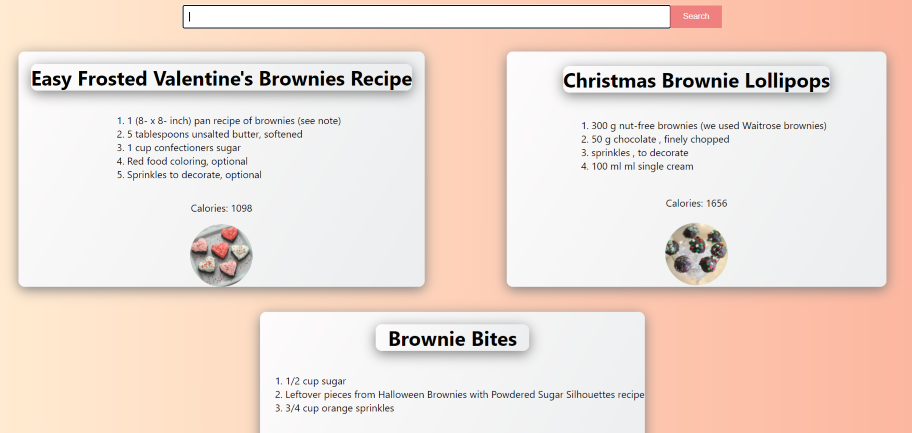 Search
Easy Frosted Valentine's Brownies Recipe
1. 1 (8- x 8- inch) pan recipe of brownies (see note)
2. 5 tablespoons unsalted butter, softened
3. 1 cup confectioners sugar
4. Red food coloring, optional
5. Sprinkles to decorate, optional
Calories: 1098
Christmas Brownie Lollipops
1. 300 g nut-free brownies (we used Waitrose brownies)
2. 50 g chocolate , finely chopped
3. sprinkles , to decorate
4. 100 ml ml single cream
Calories: 1656
Brownie Bites
1. 1/2 cup sugar
2. Leftover pieces from Halloween Brownies with Powdered Sugar Silhouettes recipe
3. 3/4 cup orange sprinkles